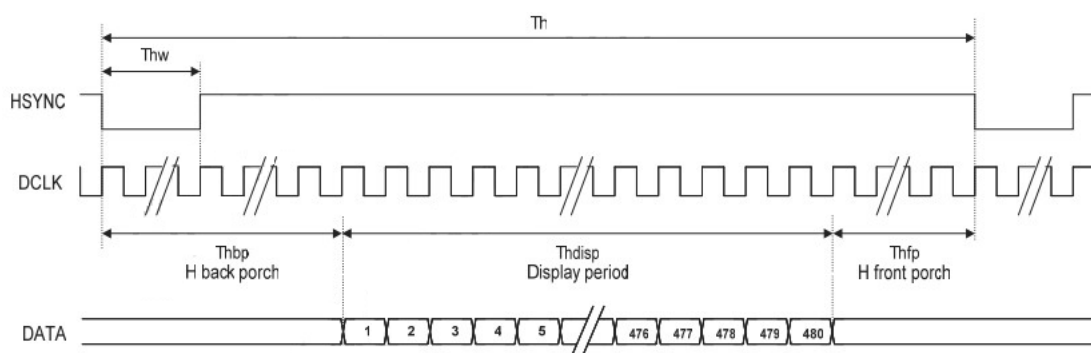 Th
Thw
HSYNC
DCLK
Thbp Thdisp Thfp
H back porch Display period H front porch
DATA 1 2 3 4 5 476 477 478 479 480